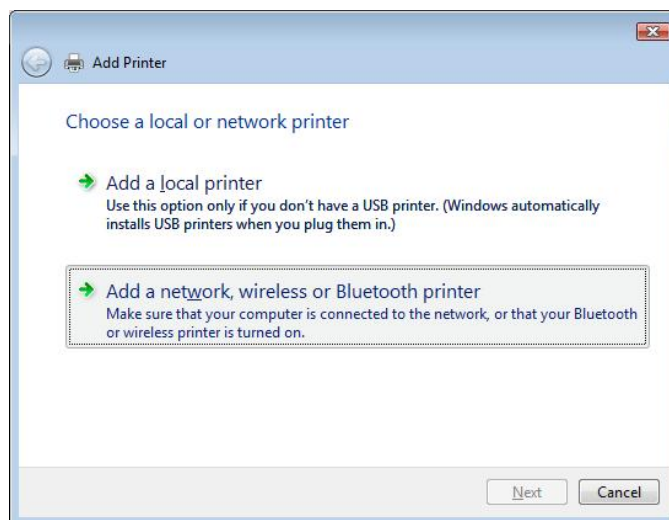 Add Printer
Choose a local or network printer
Add a local printer
Use this option only if you don't have a USB printer. (Windows automatically
installs USB printers when you plug them in.)
Add a network, wireless or Bluetooth printer
Make sure that your computer is connected to the network, or that your Bluetooth
or wireless printer is turned on.
Next
Cancel